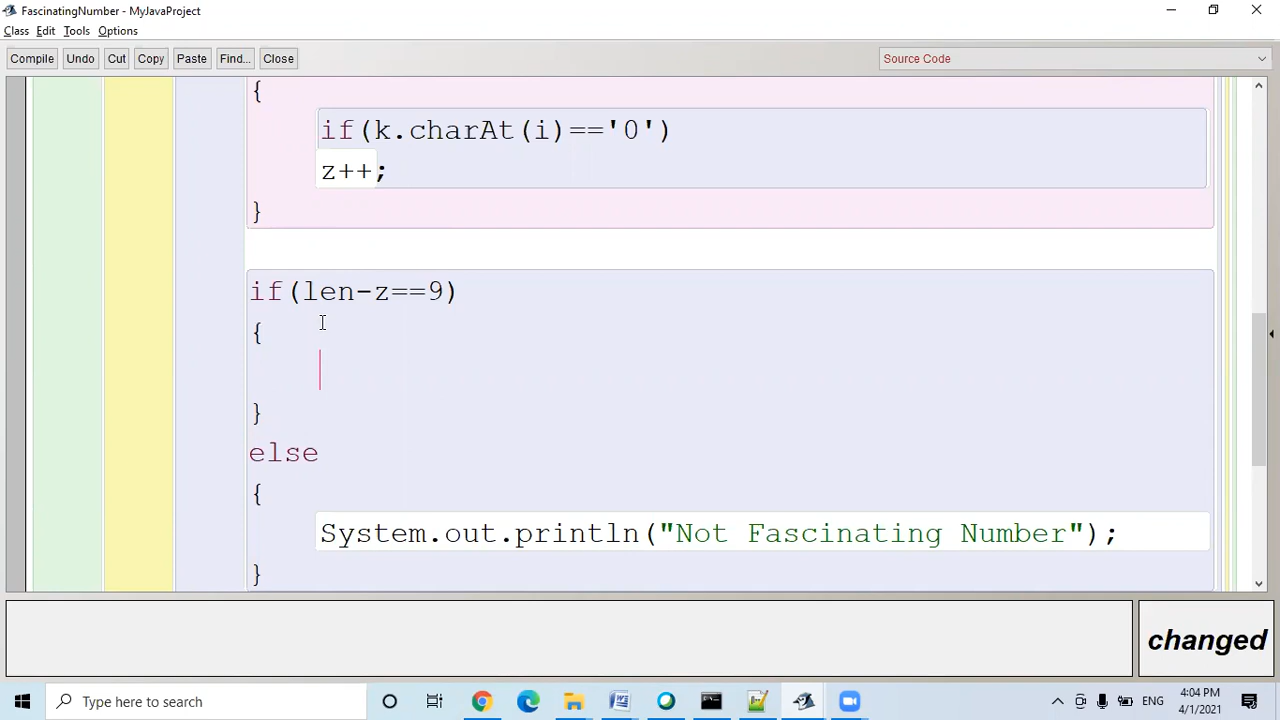 FascinatingNumber - MyJavaProject
Class Edit Tools Options
Compile Undo Cut Copy Paste Find... Close Source Code
{
if(k.charAt(i)=='0')
z++;
}
if(len-z==9)
{
}
else
{
System.out.println("Not Fascinating Number");
}
changed
Type here to search
ENG
4:04 PM
4/1/2021